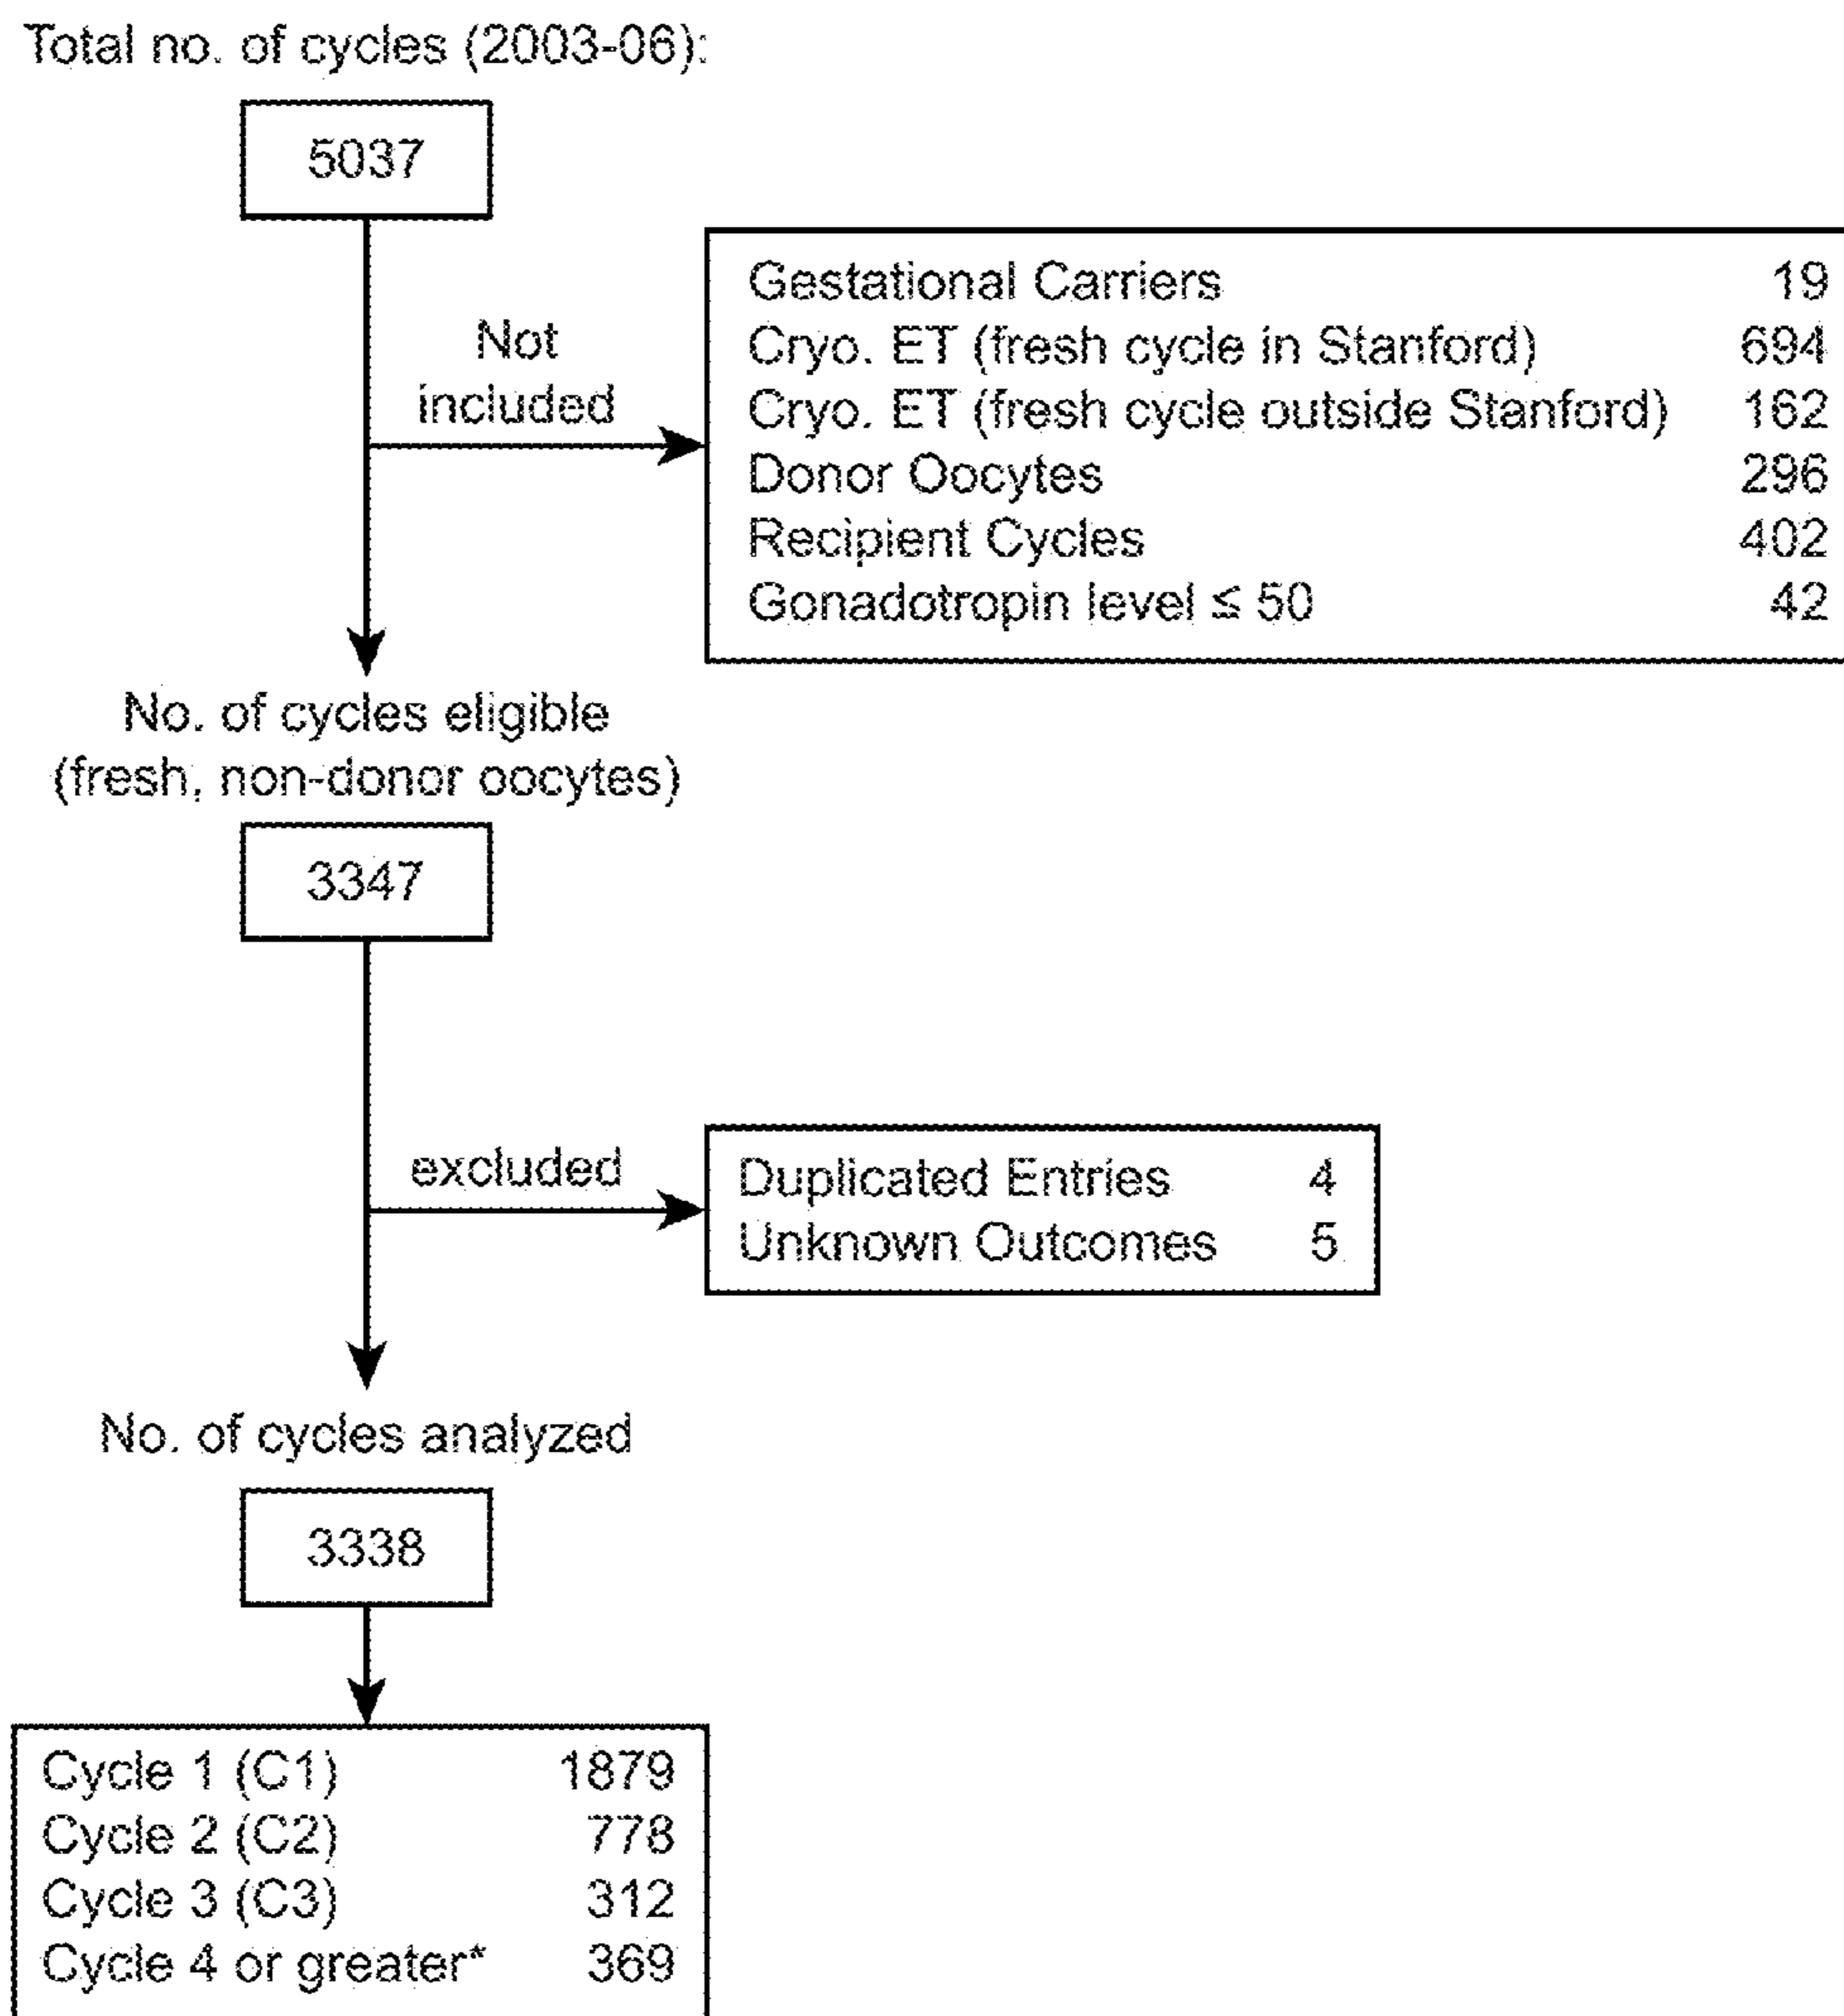 Total no. of cycles (2003-06):
5037
Not
included
Gestational Carriers 19
Cryo. ET (fresh cycle in Stanford) 694
Cryo. ET (fresh cycle outside Stanford) 162
Donor Oocytes 296
Recipient Cycles 402
Gonadotropin level ≤ 50 42
No. of cycles eligible
(fresh, non-donor oocytes)
3347
excluded
Duplicated Entries 4
Unknown Outcomes 5
No. of cycles analyzed
3338
Cycle 1 (C1) 1879
Cycle 2 (C2) 778
Cycle 3 (C3) 312
Cycle 4 or greater* 369